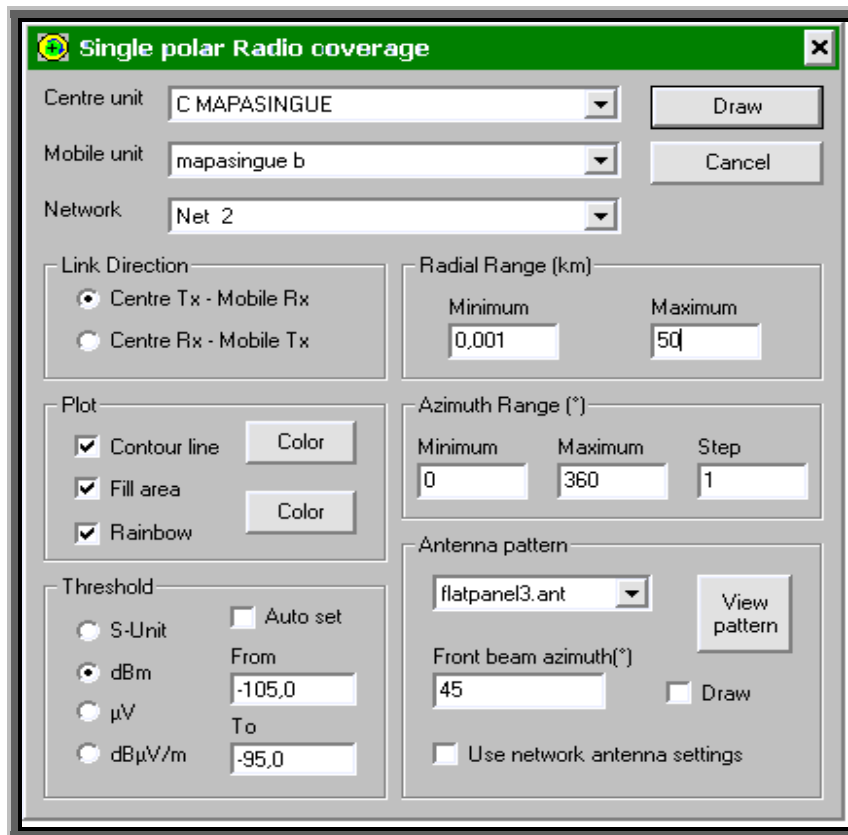 Single polar Radio coverage
Centre unit C MAPASINGUE Draw
Mobile unit mapasingue b Cancel
Network Net 2
Link Direction
Centre Tx - Mobile Rx
Centre Rx - Mobile Tx
Radial Range (km)
Minimum Maximum
0,001 50
Plot
Contour line Color
Fill area
Rainbow Color
Azimuth Range (°)
Minimum Maximum Step
0 360 1
Threshold
S-Unit Auto set
dBm From
-105,0
µV To
dBµV/m -95,0
Antenna pattern
flatpanel3.ant View pattern
Front beam azimuth(°)
45 Draw
Use network antenna settings